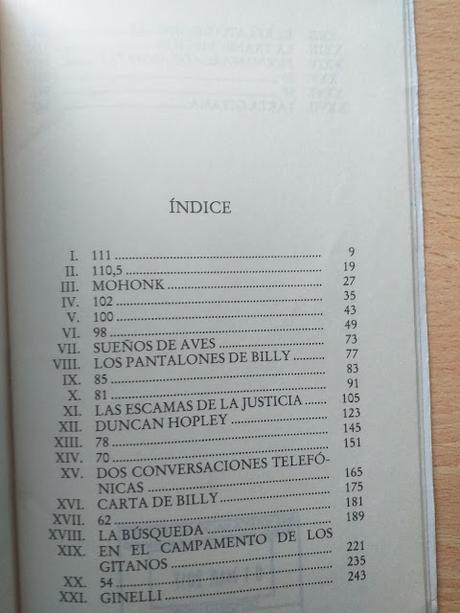 ÍNDICE
I. 111 ........ 9
II. 110,5 ........ 19
III. MOHONK ........ 27
IV. 102 ........ 35
V. 100 ........ 43
VI. 98 ........ 49
VII. SUEÑOS DE AVES ........ 73
VIII. LOS PANTALONES DE BILLY ........ 77
IX. 85 ........ 83
X. 81 ........ 91
XI. LAS ESCAMAS DE LA JUSTICIA ........ 105
XII. DUNCAN HOPLEY ........ 123
XIII. 78 ........ 145
XIV. 70 ........ 151
XV. DOS CONVERSACIONES TELEFÓ-
NICAS ........ 165
XVI. CARTA DE BILLY ........ 175
XVII. 62 ........ 181
XVIII. LA BÚSQUEDA ........ 189
XIX. EN EL CAMPAMENTO DE LOS
GITANOS ........ 221
XX. 54 ........ 235
XXI. GINELLI ........ 243